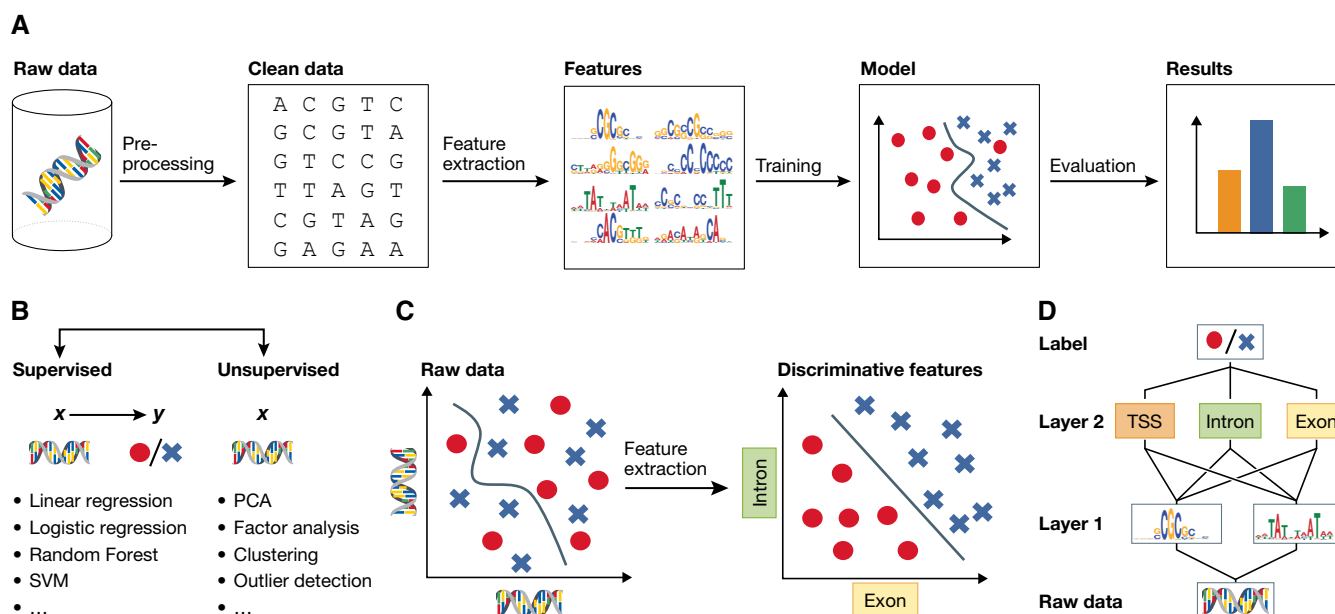 A
Raw data
Clean data
Features
Model
Results
Pre-
processing
Feature
extraction
Training
Evaluation
A C G T C
G C G T A
G T C C G
T T A G T
C G T A G
G A G A A
B
Supervised
Unsupervised
x
y
x
/
• Linear regression
• Logistic regression
• Random Forest
• SVM
• ...
• PCA
• Factor analysis
• Clustering
• Outlier detection
• ...
C
Raw data
Feature
extraction
Discriminative features
Intron
Exon
D
Label
/
Layer 2
TSS
Intron
Exon
Layer 1
Raw data